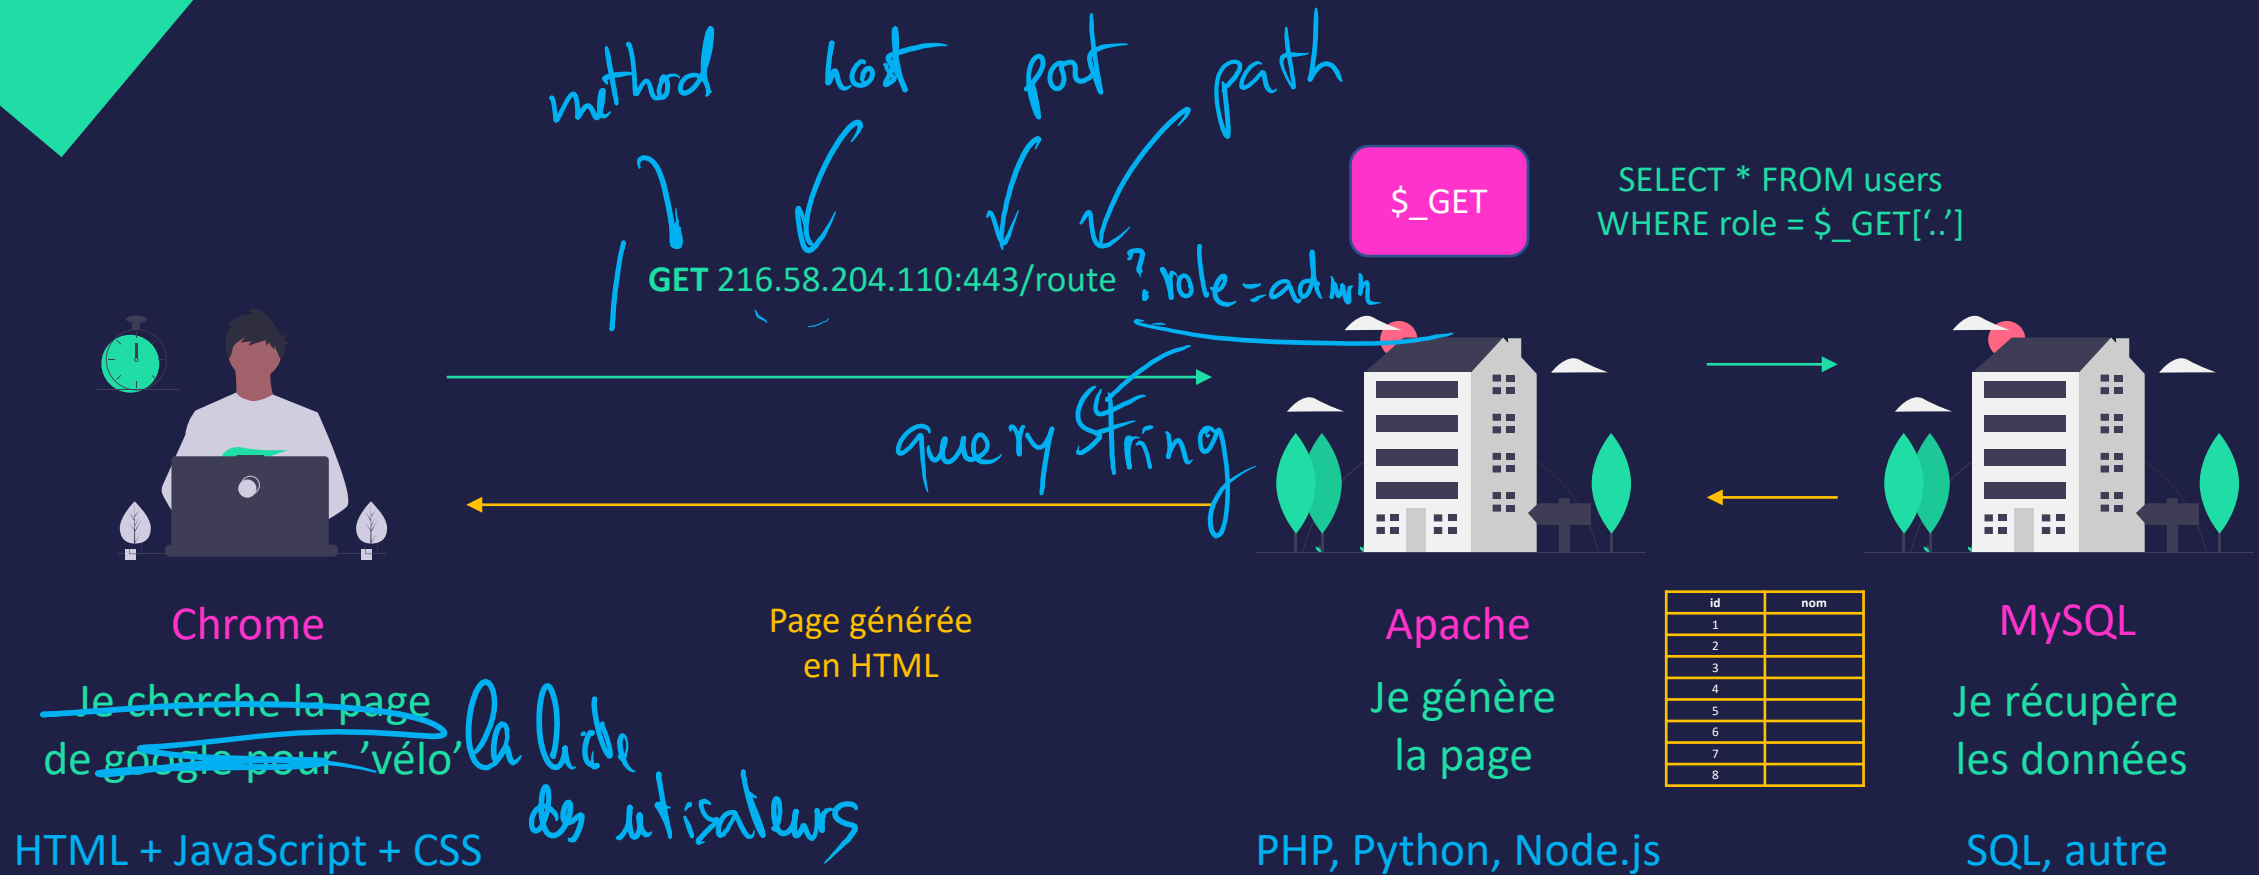 method host port path
$_GET
SELECT * FROM users
WHERE role = $_GET[‘..’]
GET 216.58.204.110:443/route ?role=admin
query string
Chrome
Page générée
en HTML
Apache
id nom
1
2
3
4
5
6
7
8
MySQL
Je cherche la page
de google pour ’vélo’
la liste
des utisateurs
Je génère
la page
Je récupère
les données
HTML + JavaScript + CSS
PHP, Python, Node.js
SQL, autre